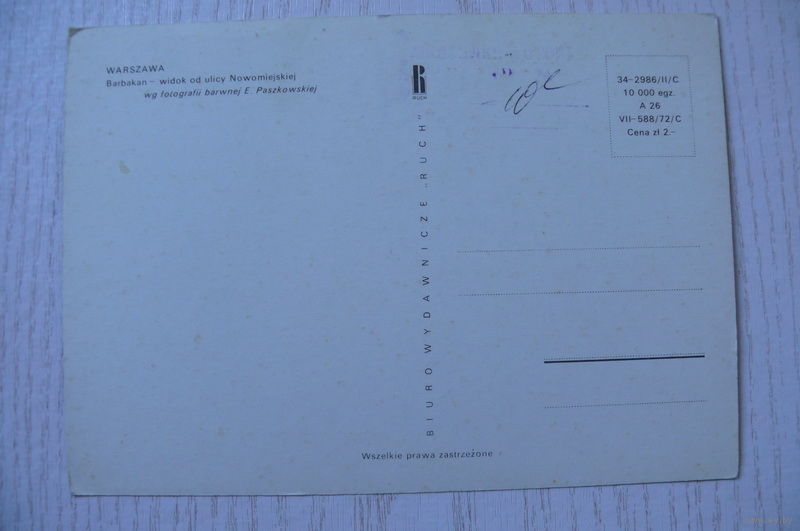 WARSZAWA
Barbakan — widok od ulicy Nowomiejskiej
wg fotografii barwnej E. Paszkowskiej
RUCH
34-2986/II/C
10 000 egz.
A 26
VII-588/72/C
Cena zł 2.-
BIURO WYDAWNICZE „RUCH”
Wszelkie prawa zastrzeżone